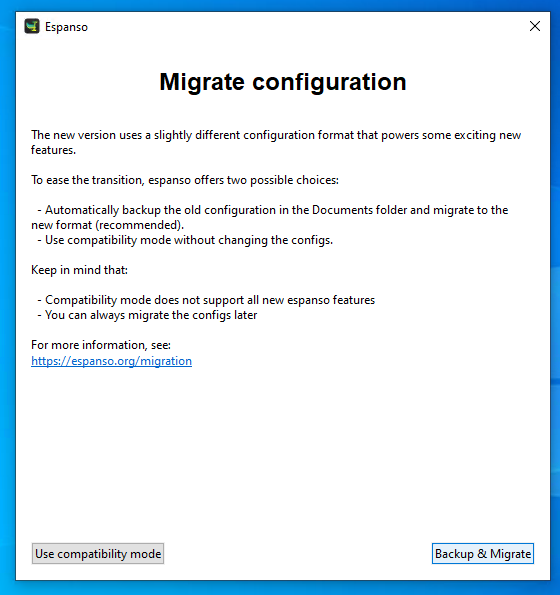 Espanso
Migrate configuration
The new version uses a slightly different configuration format that powers some exciting new
features.
To ease the transition, espanso offers two possible choices:
- Automatically backup the old configuration in the Documents folder and migrate to the
new format (recommended).
- Use compatibility mode without changing the configs.
Keep in mind that:
- Compatibility mode does not support all new espanso features
- You can always migrate the configs later
For more information, see:
https://espanso.org/migration
Use compatibility mode
Backup & Migrate